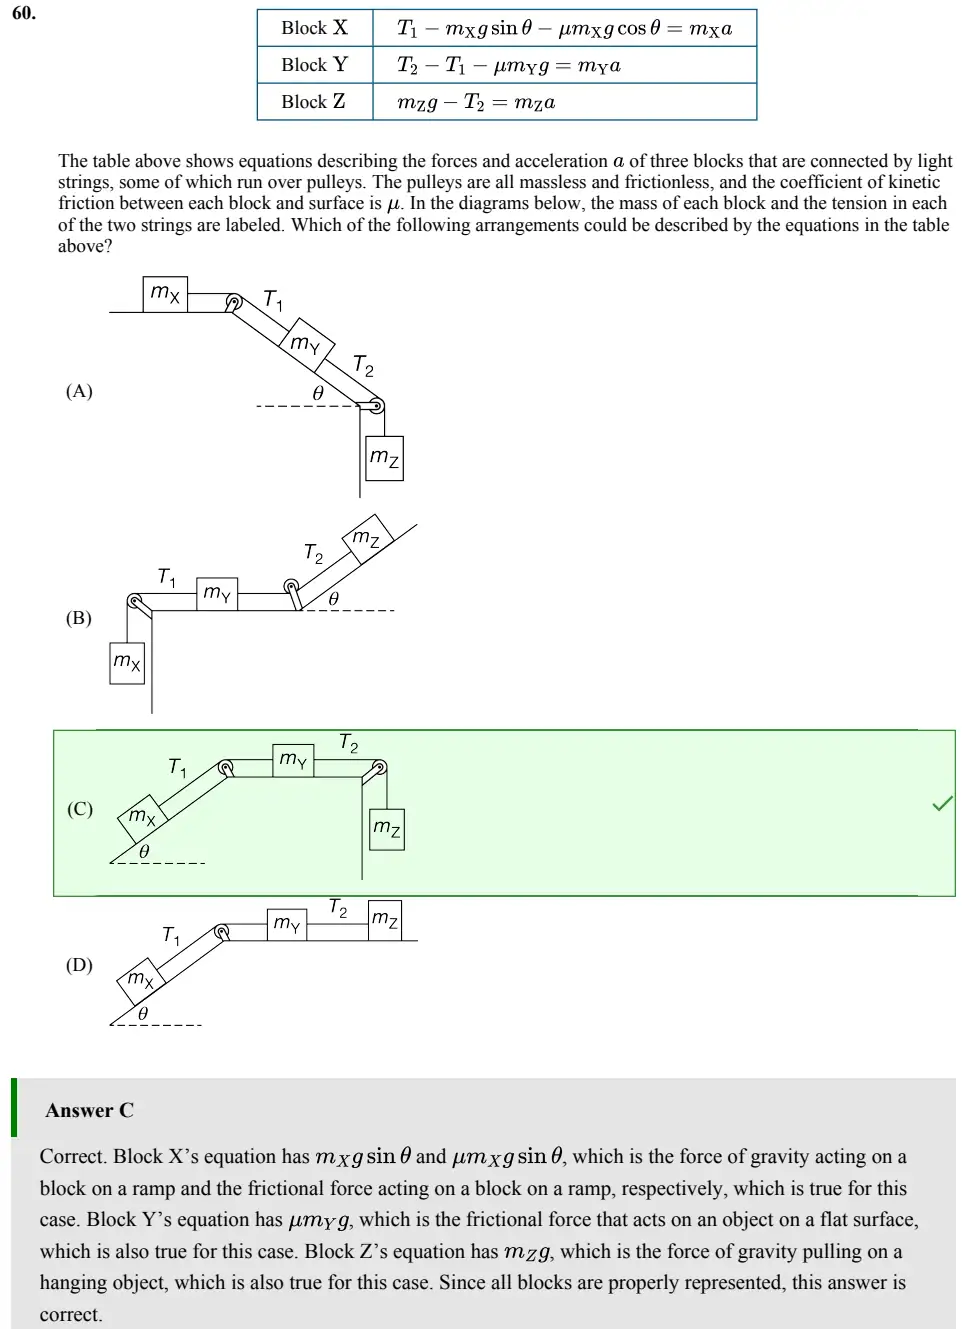 60.
Block X T₁ − m_X g sin θ − μm_X g cos θ = m_X a
Block Y T₂ − T₁ − μm_Y g = m_Y a
Block Z m_Z g − T₂ = m_Z a
The table above shows equations describing the forces and acceleration a of three blocks that are connected by light
strings, some of which run over pulleys. The pulleys are all massless and frictionless, and the coefficient of kinetic
friction between each block and surface is μ. In the diagrams below, the mass of each block and the tension in each
of the two strings are labeled. Which of the following arrangements could be described by the equations in the table
above?
(A)
m_X
T₁
m_Y
T₂
θ
m_Z
(B)
m_X
T₁
m_Y
T₂
m_Z
θ
(C)
m_X
T₁
m_Y
T₂
m_Z
θ
(D)
m_X
T₁
m_Y
T₂
m_Z
θ
Answer C
Correct. Block X’s equation has m_X g sin θ and μm_X g sin θ, which is the force of gravity acting on a
block on a ramp and the frictional force acting on a block on a ramp, respectively, which is true for this
case. Block Y’s equation has μm_Y g, which is the frictional force that acts on an object on a flat surface,
which is also true for this case. Block Z’s equation has m_Z g, which is the force of gravity pulling on a
hanging object, which is also true for this case. Since all blocks are properly represented, this answer is
correct.